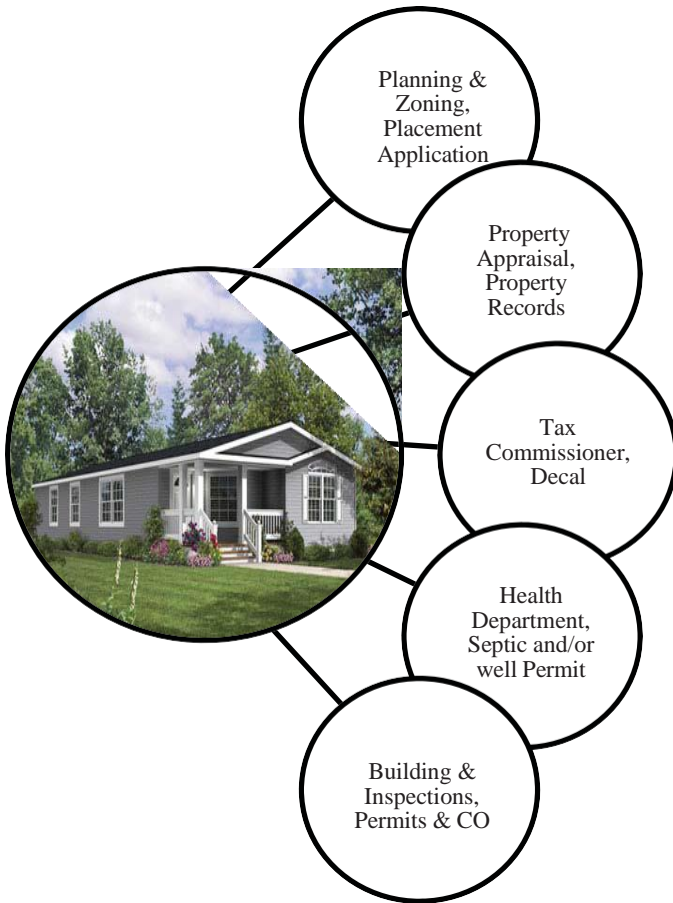 Planning &
Zoning,
Placement
Application
Property
Appraisal,
Property
Records
Tax
Commissioner,
Decal
Health
Department,
Septic and/or
well Permit
Building &
Inspections,
Permits & CO